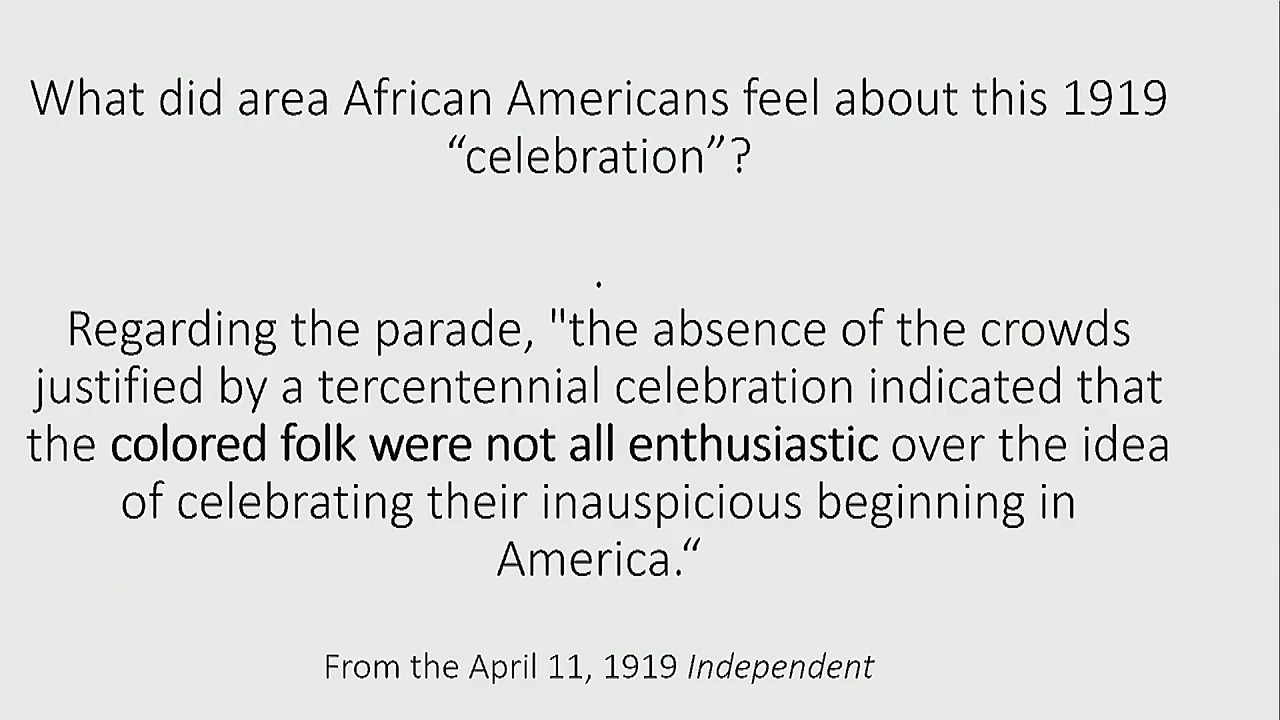 What did area African Americans feel about this 1919
“celebration”?
.
Regarding the parade, "the absence of the crowds
justified by a tercentennial celebration indicated that
the colored folk were not all enthusiastic over the idea
of celebrating their inauspicious beginning in
America.“
From the April 11, 1919 Independent